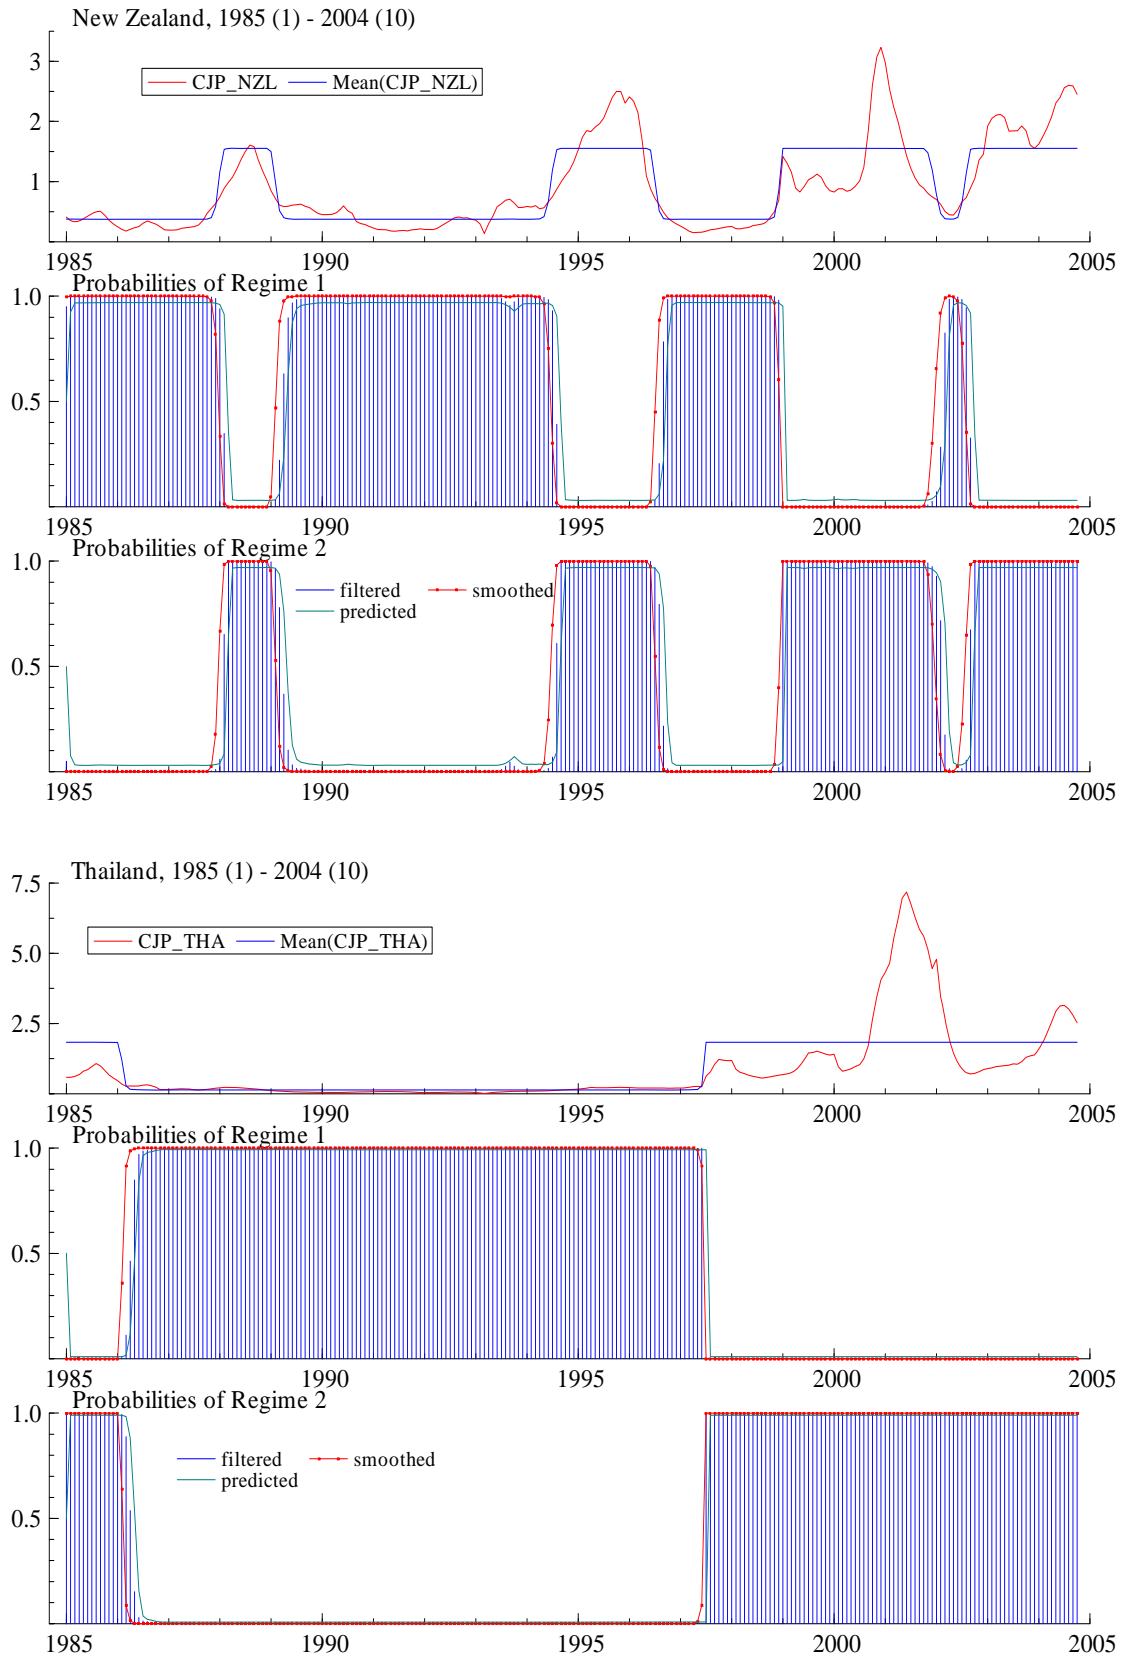 New Zealand, 1985 (1) - 2004 (10)
3
CJP_NZL Mean(CJP_NZL)
2
1
1985 1990 1995 2000 2005
Probabilities of Regime 1
1.0
0.5
1985 1990 1995 2000 2005
Probabilities of Regime 2
1.0
filtered smoothed
predicted
0.5
1985 1990 1995 2000 2005
Thailand, 1985 (1) - 2004 (10)
7.5
CJP_THA Mean(CJP_THA)
5.0
2.5
1985 1990 1995 2000 2005
Probabilities of Regime 1
1.0
0.5
1985 1990 1995 2000 2005
Probabilities of Regime 2
1.0
filtered smoothed
predicted
0.5
1985 1990 1995 2000 2005